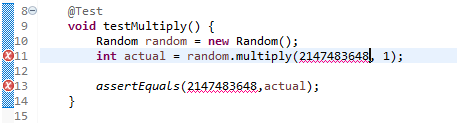 8 @Test
9 void testMultiply() {
10 Random random = new Random();
11 int actual = random.multiply(2147483648, 1);
12
13 assertEquals(2147483648,actual);
14 }